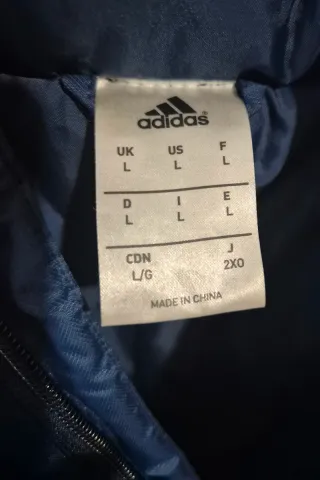 adidas®
UK US F
L L L
D I E
L L L
CDN J
L/G 2XO
MADE IN CHINA